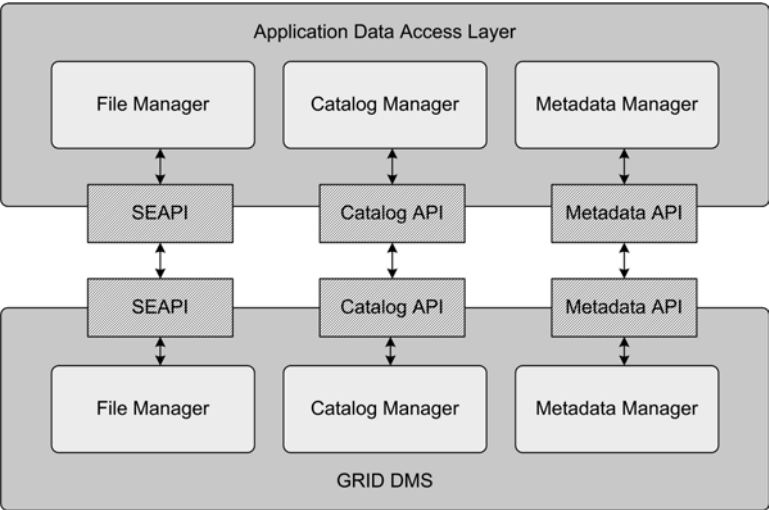 Application Data Access Layer
File Manager
Catalog Manager
Metadata Manager
SEAPI
Catalog API
Metadata API
SEAPI
Catalog API
Metadata API
File Manager
Catalog Manager
Metadata Manager
GRID DMS